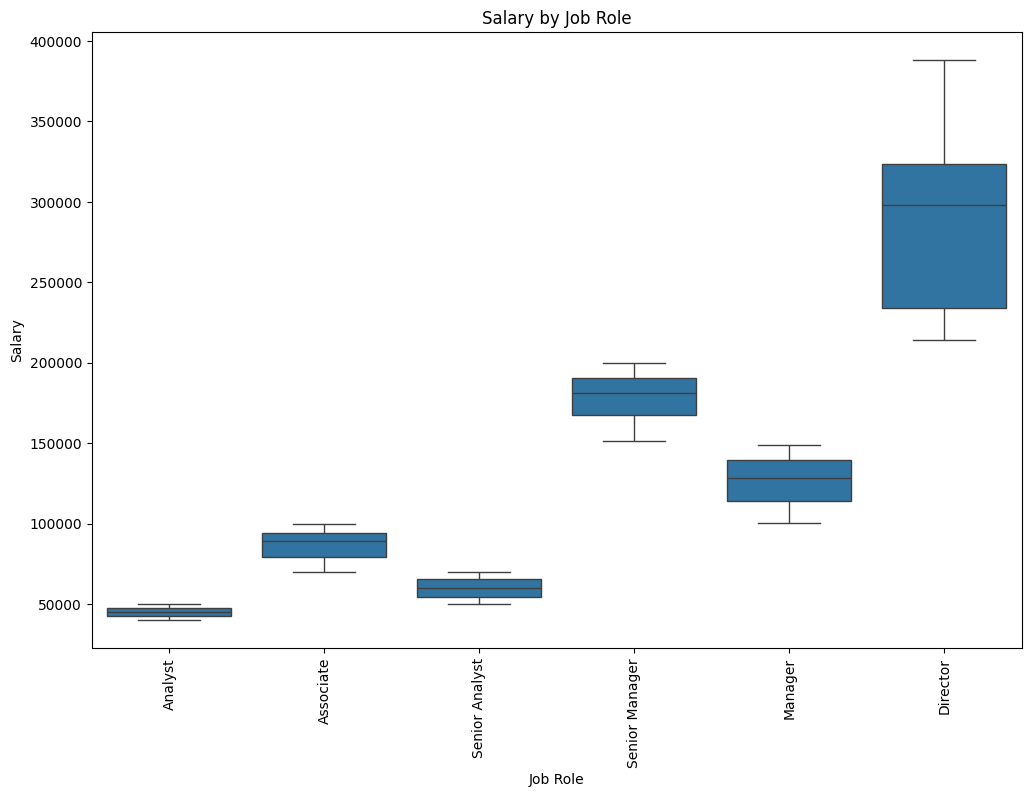 Salary by Job Role
400000
350000
300000
250000
200000
150000
100000
50000
Salary
Analyst
Associate
Senior Analyst
Senior Manager
Manager
Director
Job Role